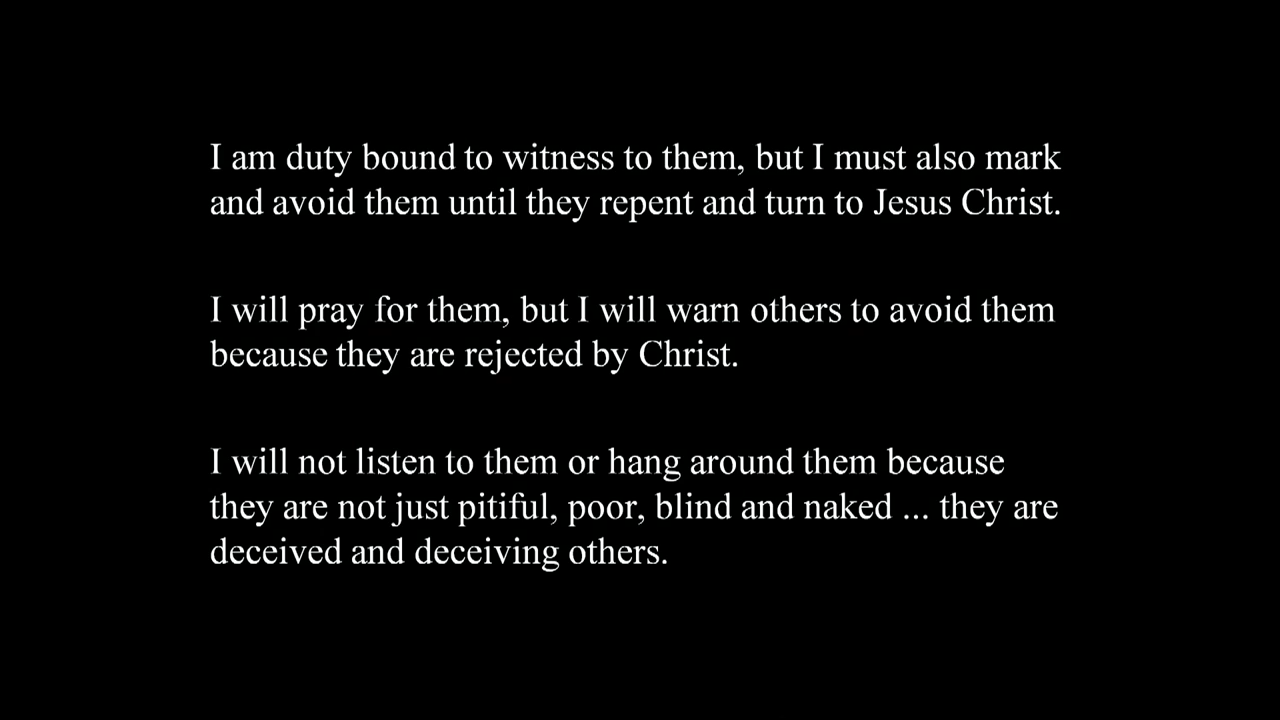 I am duty bound to witness to them, but I must also mark
and avoid them until they repent and turn to Jesus Christ.
I will pray for them, but I will warn others to avoid them
because they are rejected by Christ.
I will not listen to them or hang around them because
they are not just pitiful, poor, blind and naked ... they are
deceived and deceiving others.